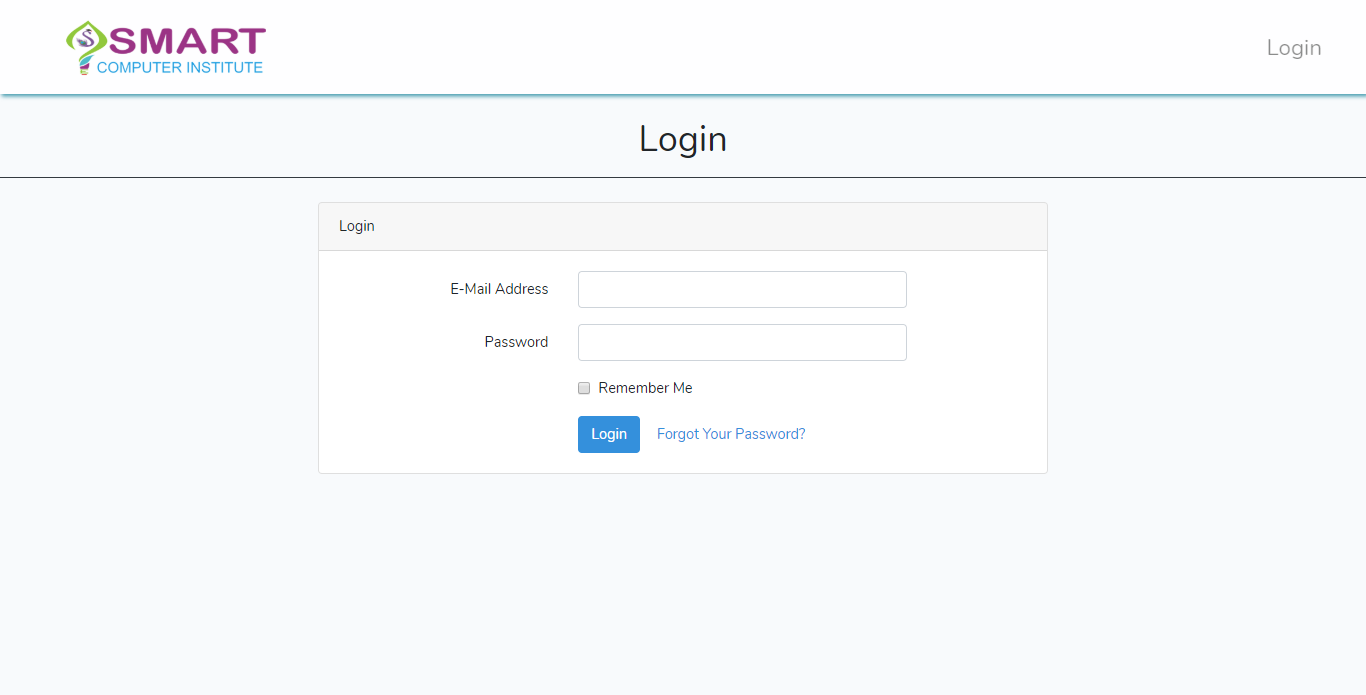 SMART
COMPUTER INSTITUTE
Login
Login
Login
E-Mail Address
Password
Remember Me
Login Forgot Your Password?